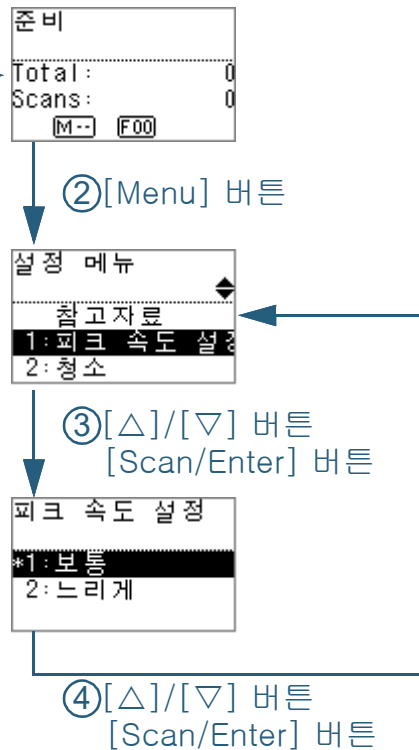 준비
Total: 0
Scans: 0
M-- F00
②[Menu] 버튼
설정 메뉴
참고자료
1:피크 속도 설정
2:청소
③[△]/[▽] 버튼
[Scan/Enter] 버튼
피크 속도 설정
*1:보통
2:느리게
④[△]/[▽] 버튼
[Scan/Enter] 버튼